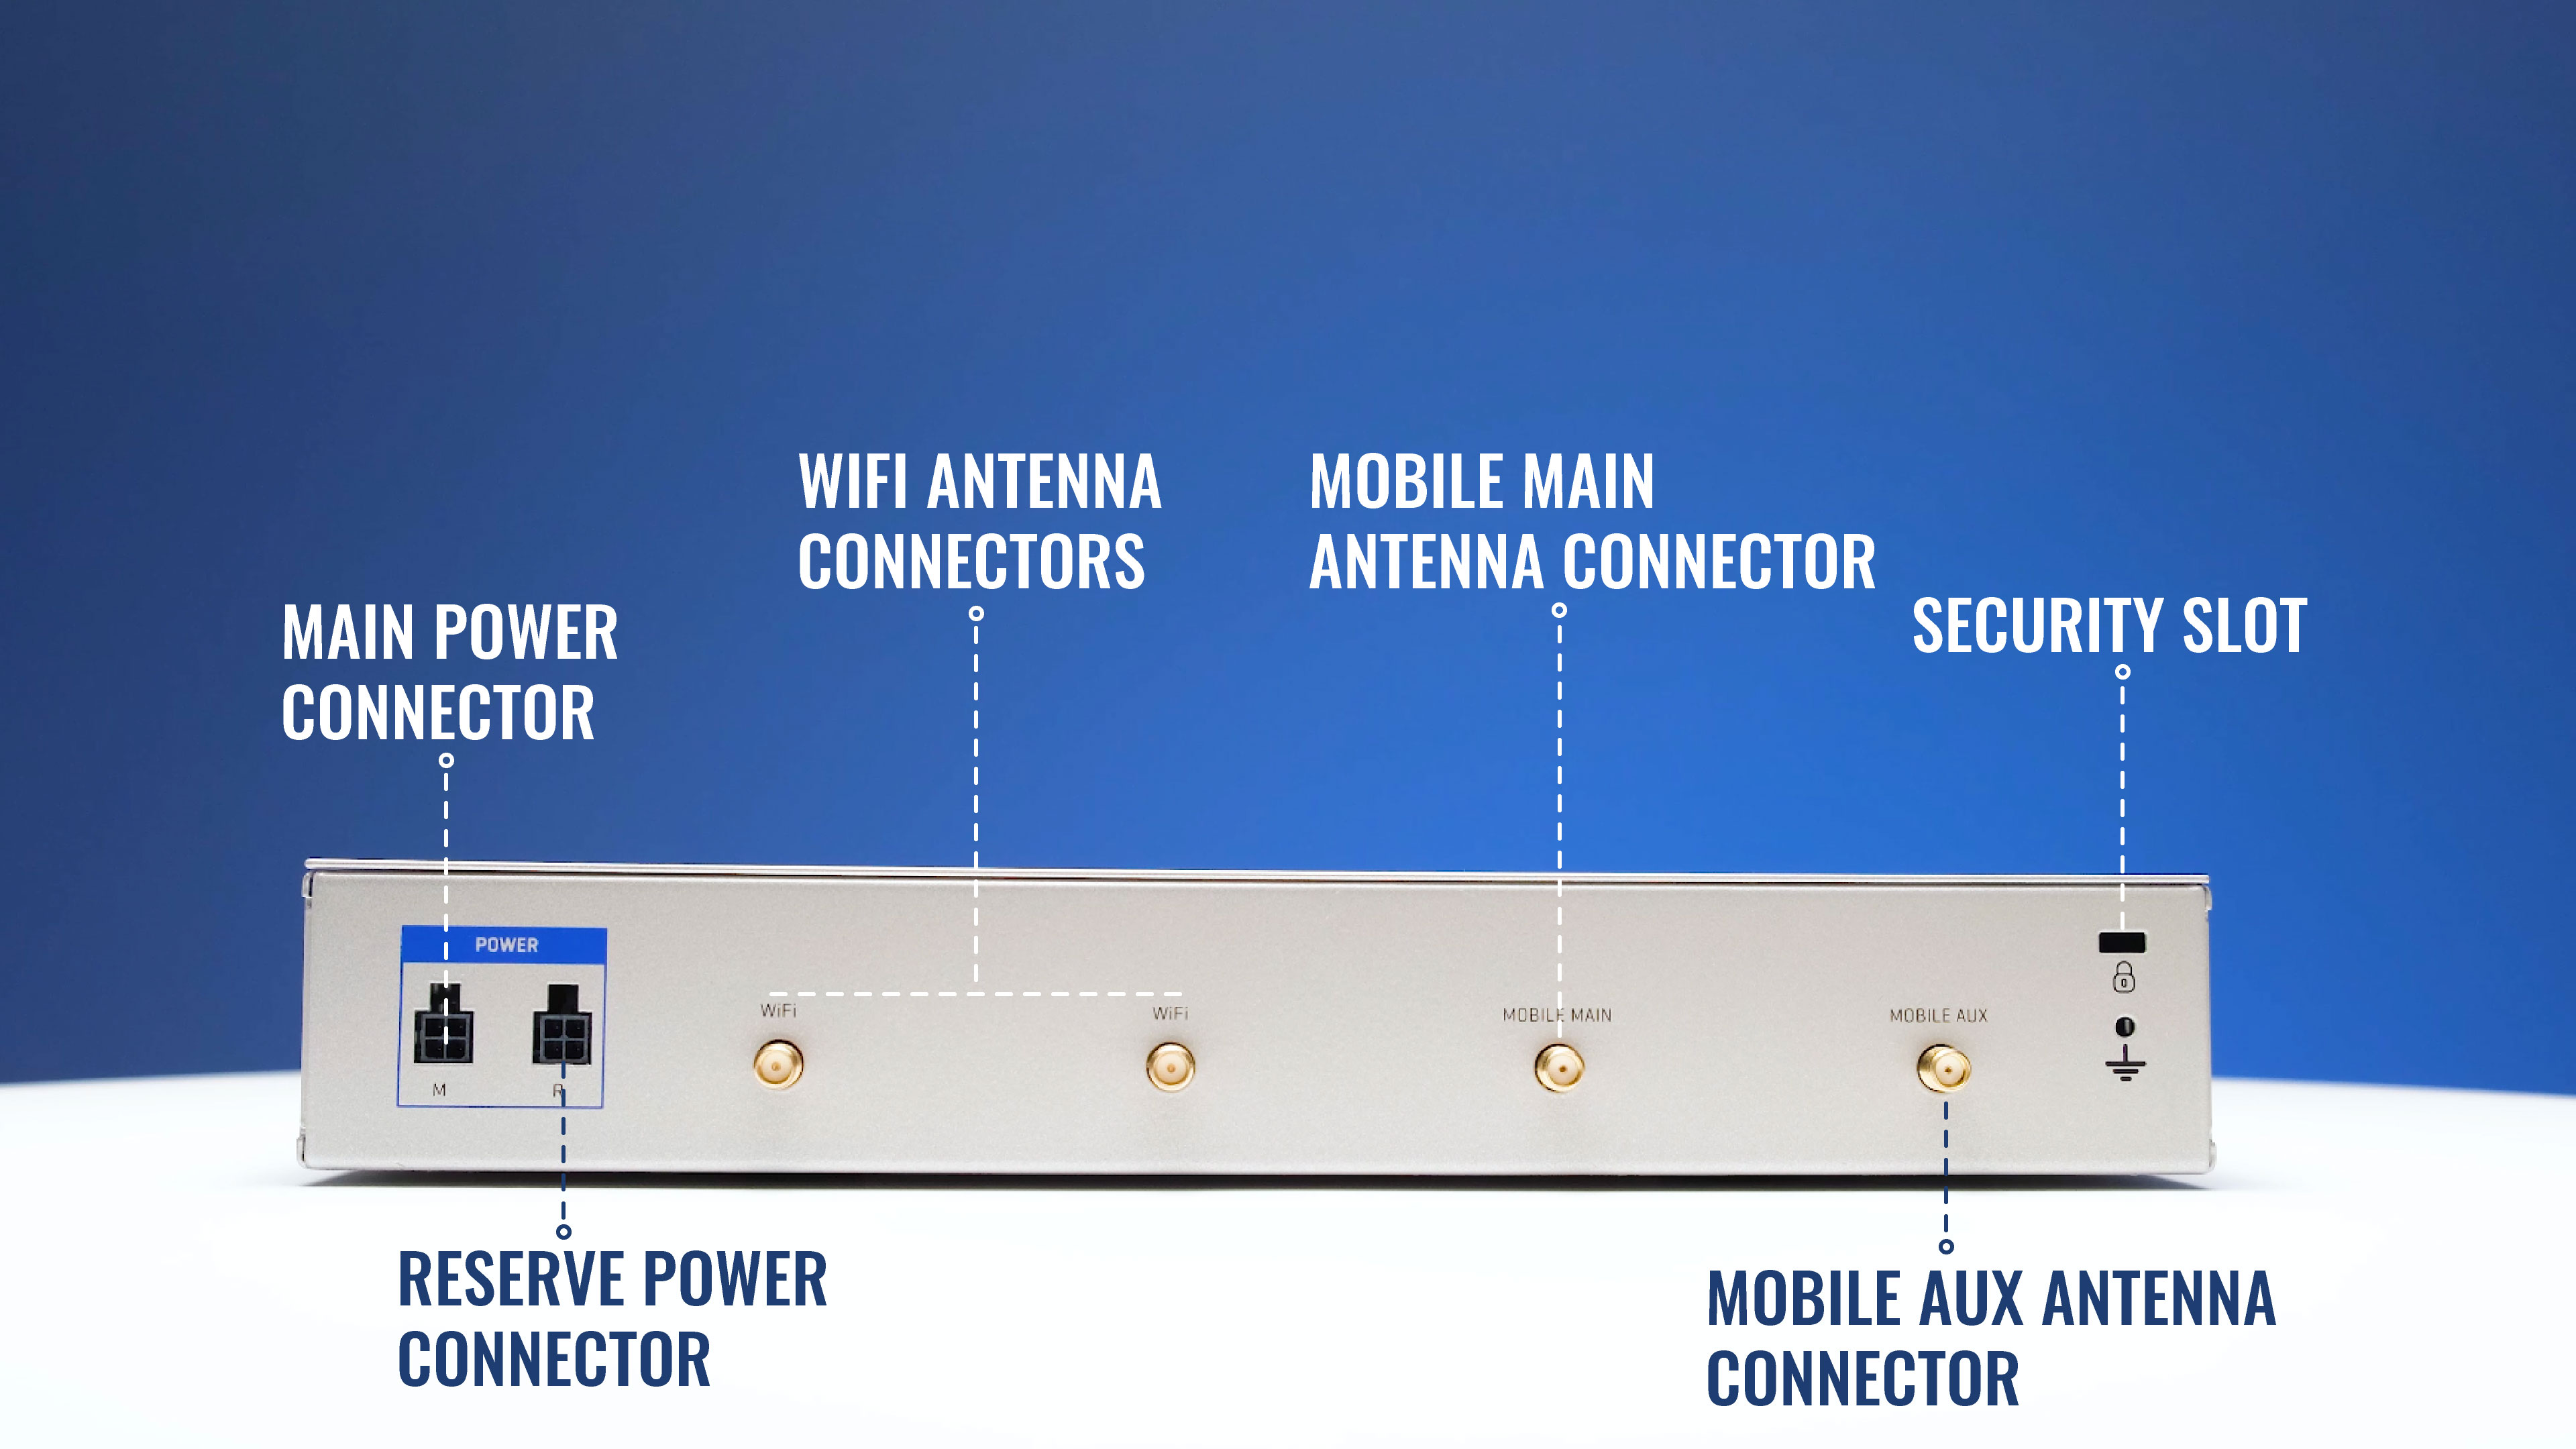 WIFI ANTENNA
CONNECTORS
MOBILE MAIN
ANTENNA CONNECTOR
MAIN POWER
CONNECTOR
SECURITY SLOT
POWER
M
R
WiFi
WiFi
MOBILE MAIN
MOBILE AUX
RESERVE POWER
CONNECTOR
MOBILE AUX ANTENNA
CONNECTOR